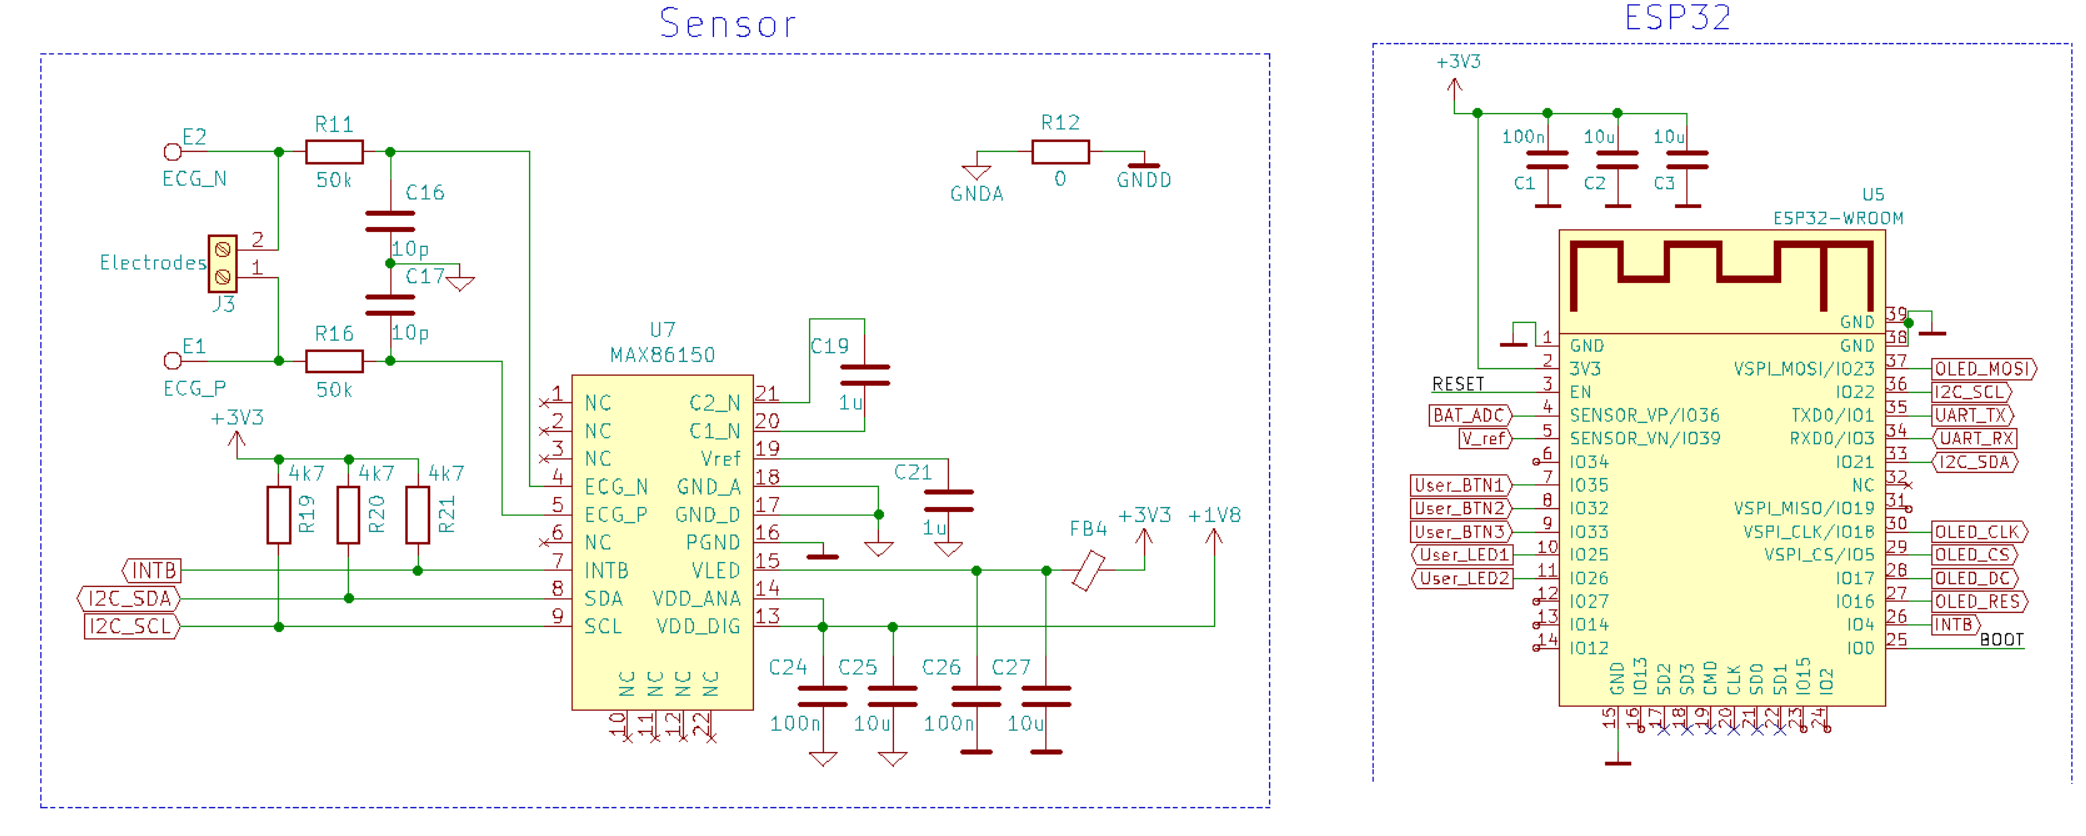 Sensor
E2
ECG_N
R11
50k
C16
10p
C17
10p
Electrodes
2
1
J3
E1
ECG_P
R16
50k
R12
0
GNDA
GNDD
+3V3
4k7
4k7
4k7
R19
R20
R21
INTB
I2C_SDA
I2C_SCL
U7
MAX86150
1 NC
2 NC
3 NC
4 ECG_N
5 ECG_P
6 NC
7 INTB
8 SDA
9 SCL
C2_N 21
C1_N 20
Vref 19
GND_A 18
GND_D 17
PGND 16
VLED 15
VDD_ANA 14
VDD_DIG 13
NC NC NC NC
10 11 12 22
C19
1u
C21
1u
FB4
+3V3
+1V8
C24
100n
C25
10u
C26
100n
C27
10u
ESP32
+3V3
100n
C1
10u
C2
10u
C3
U5
ESP32-WROOM
RESET
BAT_ADC
V_ref
User_BTN1
User_BTN2
User_BTN3
User_LED1
User_LED2
1 GND
2 3V3
3 EN
4 SENSOR_VP/IO36
5 SENSOR_VN/IO39
6 IO34
7 IO35
8 IO32
9 IO33
10 IO25
11 IO26
12 IO27
13 IO14
14 IO12
GND 39
GND 38
VSPI_MOSI/IO23 37 OLED_MOSI
IO22 36 I2C_SCL
TXD0/IO1 35 UART_TX
RXD0/IO3 34 UART_RX
IO21 33 I2C_SDA
NC 32
VSPI_MISO/IO19 31
VSPI_CLK/IO18 30 OLED_CLK
VSPI_CS/IO5 29 OLED_CS
IO17 28 OLED_DC
IO16 27 OLED_RES
IO4 26 INTB
IO0 25 BOOT
GND IO13 SD2 SD3 CMD CLK SD0 SD1 IO15 IO2
15 16 17 18 19 20 21 22 23 24